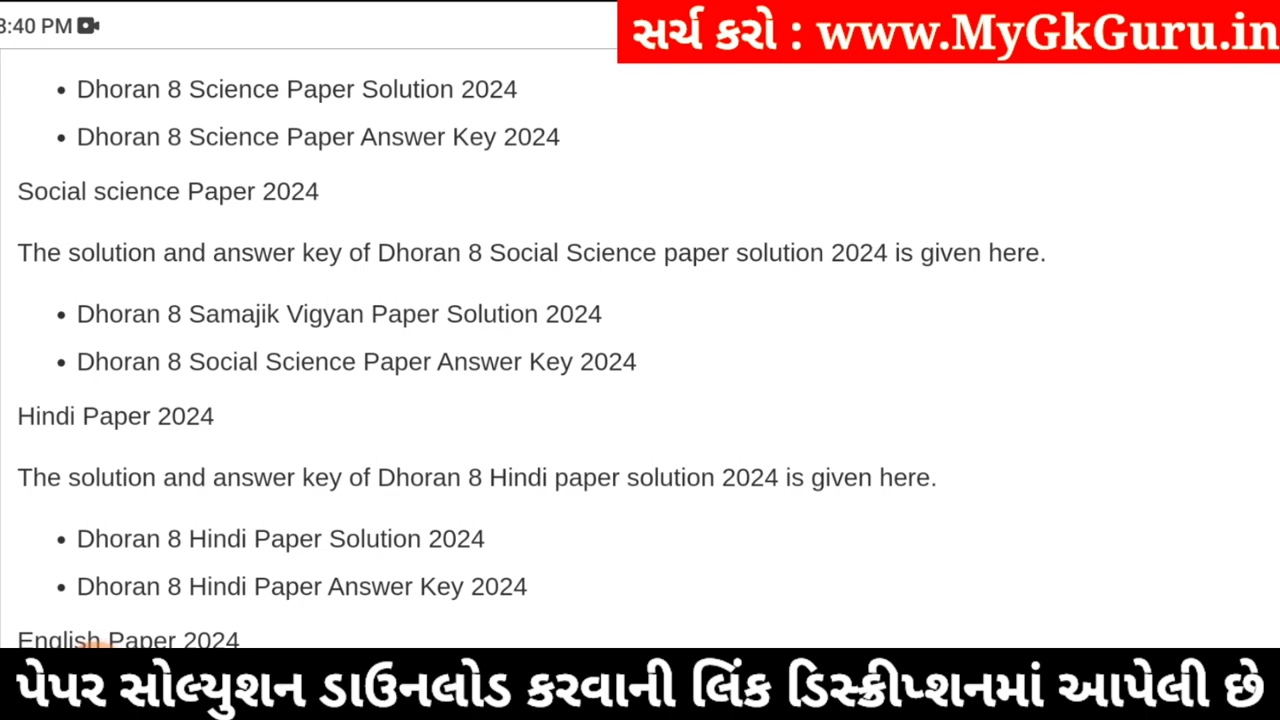 8:40 PM
સર્ચ કરો : www.MyGkGuru.in
Dhoran 8 Science Paper Solution 2024
Dhoran 8 Science Paper Answer Key 2024
Social science Paper 2024
The solution and answer key of Dhoran 8 Social Science paper solution 2024 is given here.
Dhoran 8 Samajik Vigyan Paper Solution 2024
Dhoran 8 Social Science Paper Answer Key 2024
Hindi Paper 2024
The solution and answer key of Dhoran 8 Hindi paper solution 2024 is given here.
Dhoran 8 Hindi Paper Solution 2024
Dhoran 8 Hindi Paper Answer Key 2024
English Paper 2024
પેપર સોલ્યુશન ડાઉનલોડ કરવાની લિંક ડિસ્ક્રીપ્શનમાં આપેલી છે